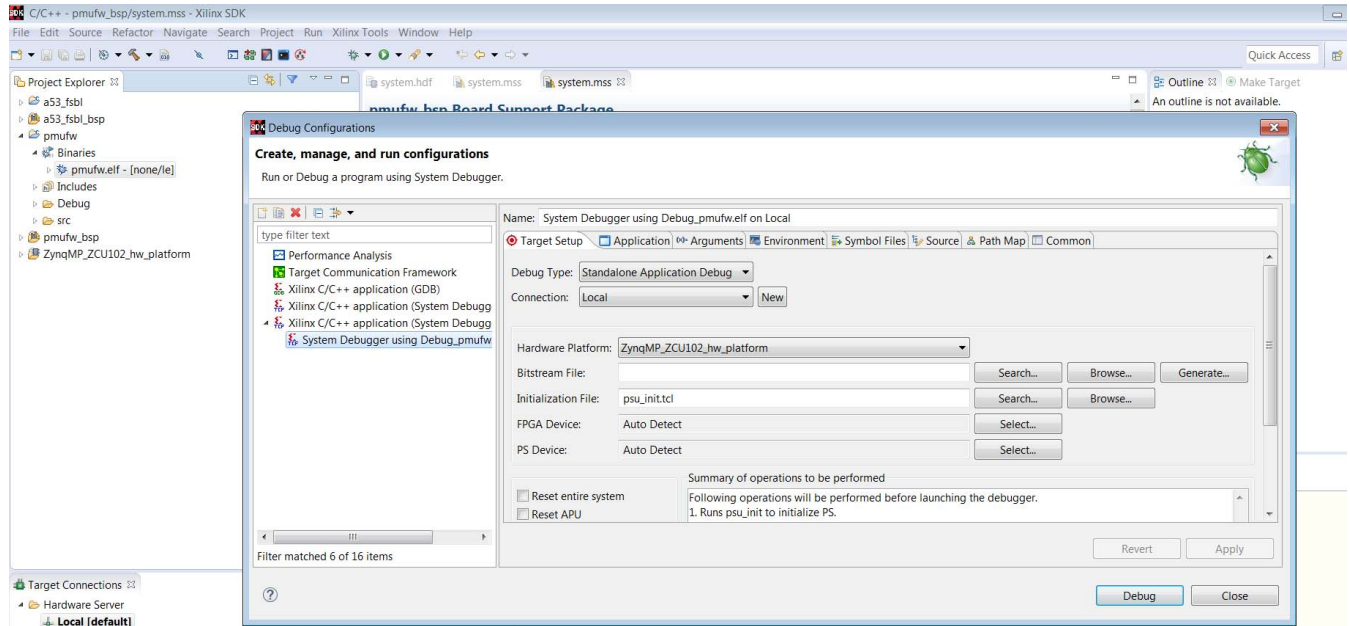 SDK C/C++ - pmufw_bsp/system.mss - Xilinx SDK
File Edit Source Refactor Navigate Search Project Run Xilinx Tools Window Help
Quick Access
Project Explorer
system.hdf system.mss system.mss
Outline Make Target
a53_fsbl
An outline is not available.
a53_fsbl_bsp
pmufw_bsp Board Support Package
pmufw
Binaries
pmufw.elf - [none/le]
Includes
Debug
src
pmufw_bsp
ZynqMP_ZCU102_hw_platform
SDK Debug Configurations
Create, manage, and run configurations
Run or Debug a program using System Debugger.
type filter text
Performance Analysis
Target Communication Framework
Xilinx C/C++ application (GDB)
Xilinx C/C++ application (System Debugg
Xilinx C/C++ application (System Debugg
System Debugger using Debug_pmufw
Filter matched 6 of 16 items
Name: System Debugger using Debug_pmufw.elf on Local
Target Setup Application Arguments Environment Symbol Files Source Path Map Common
Debug Type: Standalone Application Debug
Connection: Local New
Hardware Platform: ZynqMP_ZCU102_hw_platform
Bitstream File: Search... Browse... Generate...
Initialization File: psu_init.tcl Search... Browse...
FPGA Device: Auto Detect Select...
PS Device: Auto Detect Select...
Summary of operations to be performed
Reset entire system
Following operations will be performed before launching the debugger.
Reset APU
1. Runs psu_init to initialize PS.
Revert Apply
Debug Close
Target Connections
Hardware Server
Local [default]